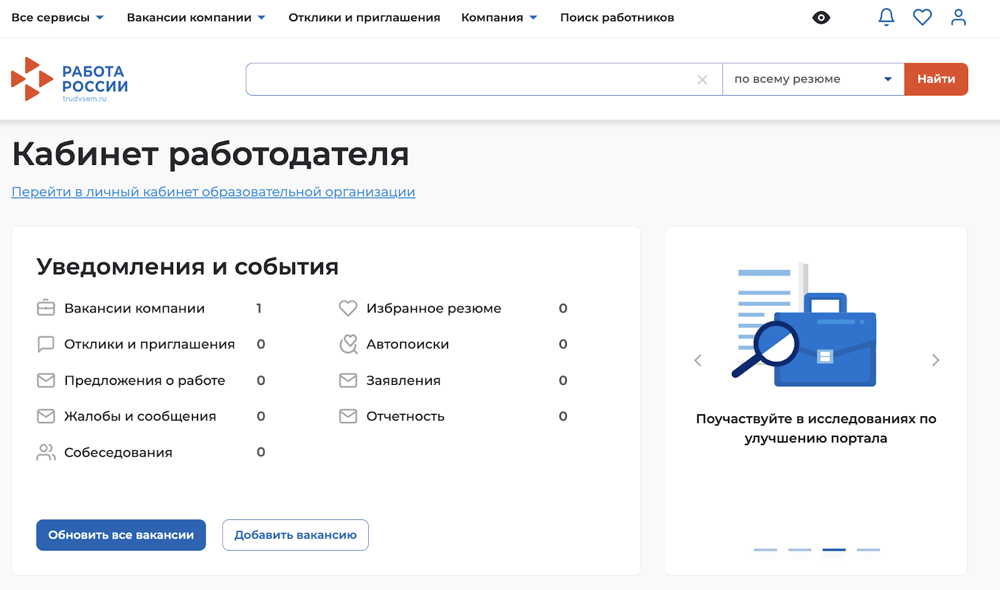 Все сервисы Вакансии компании Отклики и приглашения Компания Поиск работников
РАБОТА
РОССИИ
trudvsem.ru
по всему резюме
Найти
Кабинет работодателя
Перейти в личный кабинет образовательной организации
Уведомления и события
Вакансии компании 1
Избранное резюме 0
Отклики и приглашения 0
Автопоиски 0
Предложения о работе 0
Заявления 0
Жалобы и сообщения 0
Отчетность 0
Собеседования 0
Обновить все вакансии
Добавить вакансию
Поучаствуйте в исследованиях по
улучшению портала